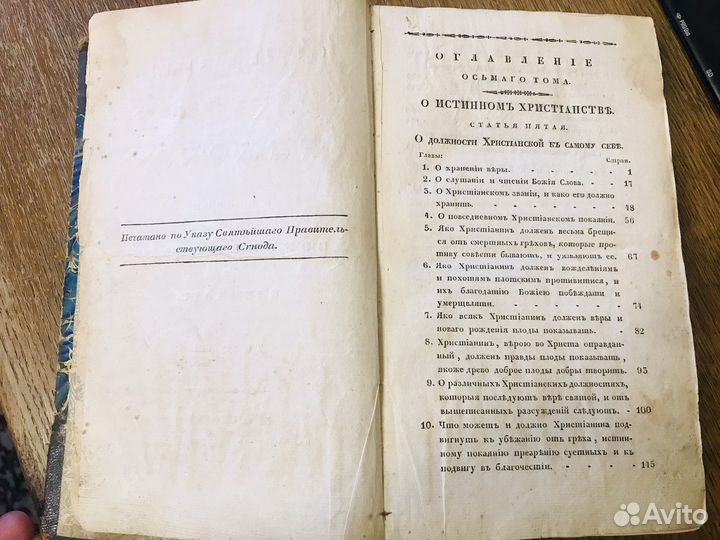 Печатано по Указу Святѣйшаго Правитель-
ствующаго Сѵнода.
ОГЛАВЛЕНІЕ
ОСЬМАГО ТОМА.
О ИСТИННОМЪ ХРИСТІАНСТВѢ.
СТАТЬЯ ПЯТАЯ.
О ДОЛЖНОСТИ ХРИСТІАНСКОЙ КЪ САМОМУ СЕБѢ.
Главы: Стран.
1. О храненіи вѣры. - - - - - 1
2. О слушаніи и чтеніи Божія Слова. - 17
3. О Христіанскомъ званіи, и како его должно
хранить. - - - - - - 48
4. О повседневномъ Христіанскомъ покаяніи. 56
5. Яко Христіанинъ долженъ весьма брещи-
ся отъ смертныхъ грѣховъ, которые про-
тиву совѣсти бываютъ, и уязвляютъ ее. - 67
6. Яко Христіанинъ долженъ вожделѣніямъ
и похотямъ плотскимъ противитися, и
ихъ благодатію Божіею побѣждати и
умерщвляти. - - - - - - 74
7. Яко всякъ Христіанинъ долженъ вѣры и
новаго рожденія плоды показывать. - 82
8. Христіанинъ, вѣрою во Христа оправдан-
ный, долженъ правды плоды показывать,
якоже древо доброе плоды добры творитъ. 93
9. О различныхъ Христіанскихъ должностяхъ,
которыя послѣдуютъ вѣрѣ святой, и отъ
вышеписанныхъ разсужденій слѣдуютъ. - 100
10. Что можетъ и должно Христіанина под-
вигнуть къ убѣжанію отъ грѣха, истин-
ному покаянію презрѣнію суетныхъ и къ
подвигу въ благочестіи. - - - - 115
Avito